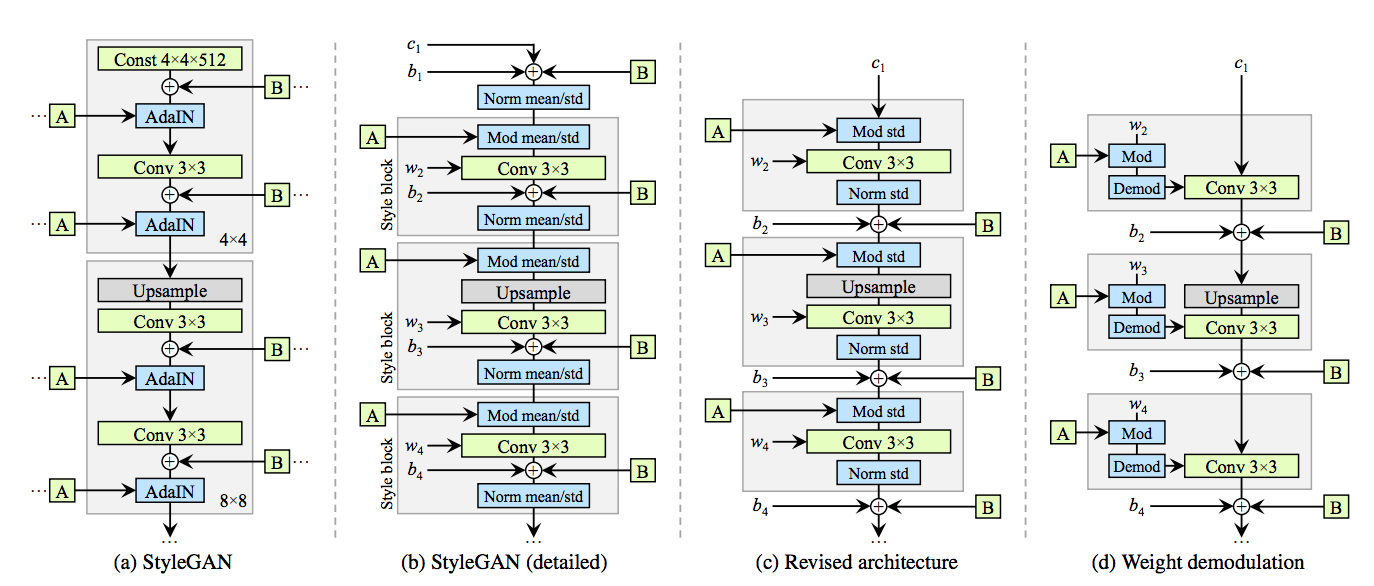 Const 4×4×512
B ···
··· A
AdaIN
Conv 3×3
B ···
··· A
AdaIN
4×4
Upsample
Conv 3×3
B ···
··· A
AdaIN
Conv 3×3
B ···
··· A
AdaIN
8×8
...
(a) StyleGAN
c1
b1
B
Norm mean/std
A
Mod mean/std
w2
Conv 3×3
b2
B
Norm mean/std
Style block
A
Mod mean/std
Upsample
w3
Conv 3×3
b3
B
Norm mean/std
Style block
A
Mod mean/std
w4
Conv 3×3
b4
B
Norm mean/std
Style block
...
(b) StyleGAN (detailed)
c1
A
Mod std
w2
Conv 3×3
Norm std
b2
B
A
Mod std
Upsample
w3
Conv 3×3
Norm std
b3
B
A
Mod std
w4
Conv 3×3
Norm std
b4
B
...
(c) Revised architecture
c1
w2
A
Mod
Demod
Conv 3×3
b2
B
w3
A
Mod
Upsample
Demod
Conv 3×3
b3
B
w4
A
Mod
Demod
Conv 3×3
b4
B
...
(d) Weight demodulation